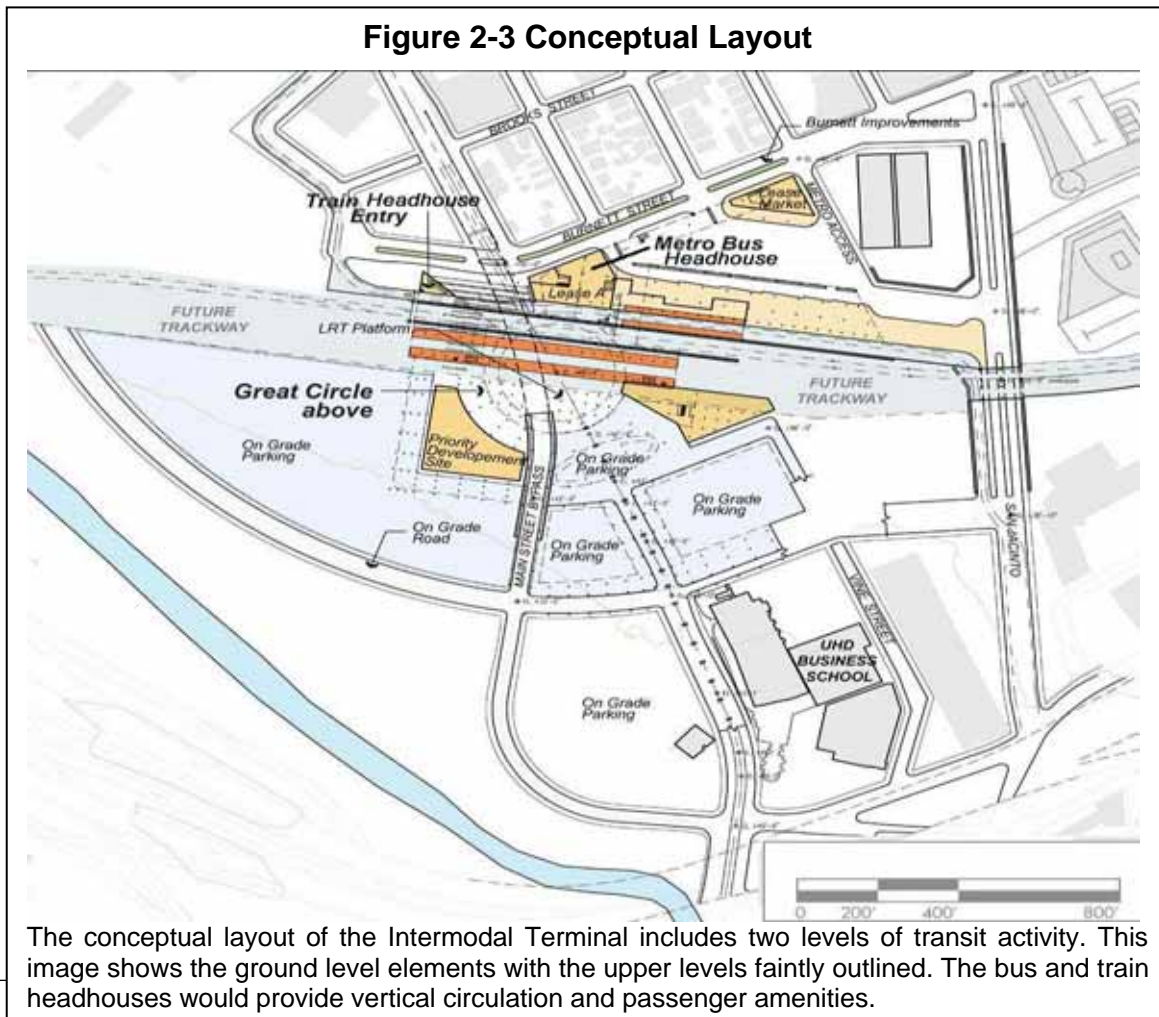 Figure 2-3 Conceptual Layout
BROOKS STREET
Burnett Improvements
Train Headhouse
Entry
BURNETT STREET
Lease
Market
METRO ACCESS
Metro Bus
Headhouse
Lease A
FUTURE
TRACKWAY
LRT Platform
Great Circle
above
FUTURE
TRACKWAY
On Grade
Parking
Priority
Developement
Site
On Grade
Parking
On Grade
Parking
MAIN STREET BYPASS
On Grade
Road
On Grade
Parking
SAN JACINTO
VINE STREET
UHD
BUSINESS
SCHOOL
On Grade
Parking
0 200' 400' 800'
The conceptual layout of the Intermodal Terminal includes two levels of transit activity. This
image shows the ground level elements with the upper levels faintly outlined. The bus and train
headhouses would provide vertical circulation and passenger amenities.